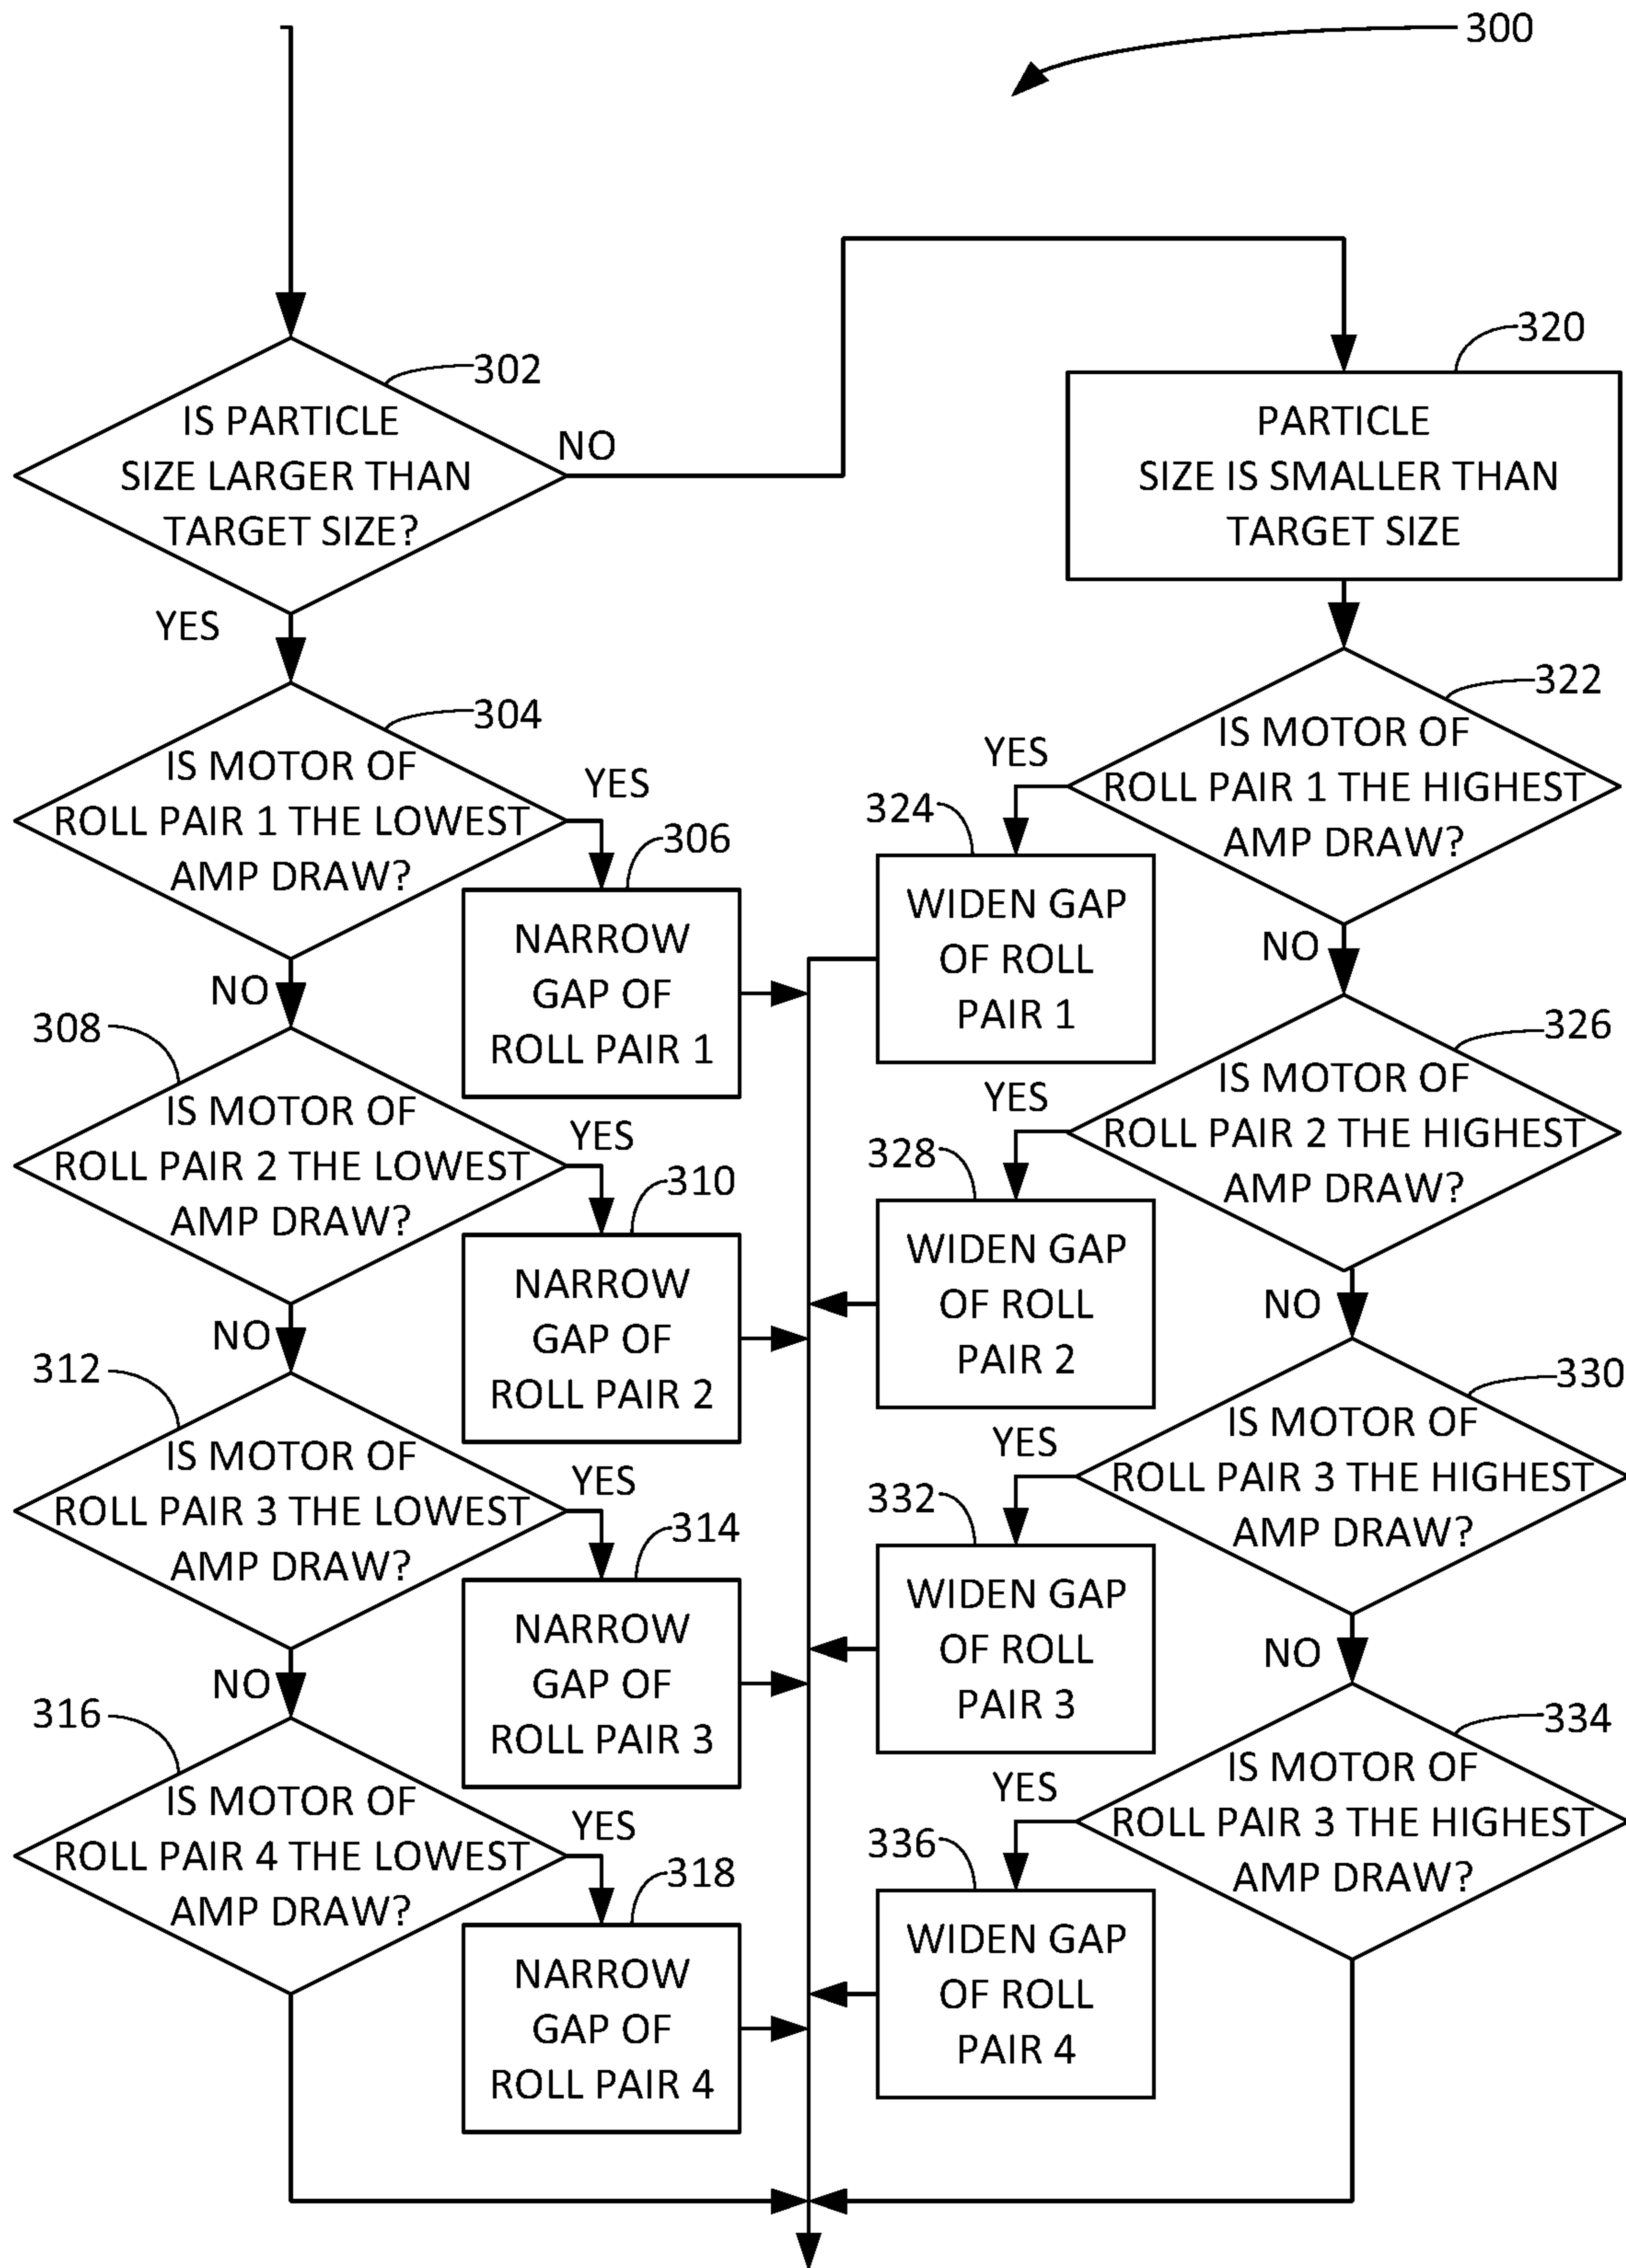 300
302
IS PARTICLE
SIZE LARGER THAN
TARGET SIZE?
NO
YES
320
PARTICLE
SIZE IS SMALLER THAN
TARGET SIZE
304
IS MOTOR OF
ROLL PAIR 1 THE LOWEST
AMP DRAW?
YES
NO
306
NARROW
GAP OF
ROLL PAIR 1
308
IS MOTOR OF
ROLL PAIR 2 THE LOWEST
AMP DRAW?
YES
NO
310
NARROW
GAP OF
ROLL PAIR 2
312
IS MOTOR OF
ROLL PAIR 3 THE LOWEST
AMP DRAW?
YES
NO
314
NARROW
GAP OF
ROLL PAIR 3
316
IS MOTOR OF
ROLL PAIR 4 THE LOWEST
AMP DRAW?
YES
318
NARROW
GAP OF
ROLL PAIR 4
322
IS MOTOR OF
ROLL PAIR 1 THE HIGHEST
AMP DRAW?
YES
NO
324
WIDEN GAP
OF ROLL
PAIR 1
326
IS MOTOR OF
ROLL PAIR 2 THE HIGHEST
AMP DRAW?
YES
NO
328
WIDEN GAP
OF ROLL
PAIR 2
330
IS MOTOR OF
ROLL PAIR 3 THE HIGHEST
AMP DRAW?
YES
NO
332
WIDEN GAP
OF ROLL
PAIR 3
334
IS MOTOR OF
ROLL PAIR 3 THE HIGHEST
AMP DRAW?
YES
336
WIDEN GAP
OF ROLL
PAIR 4